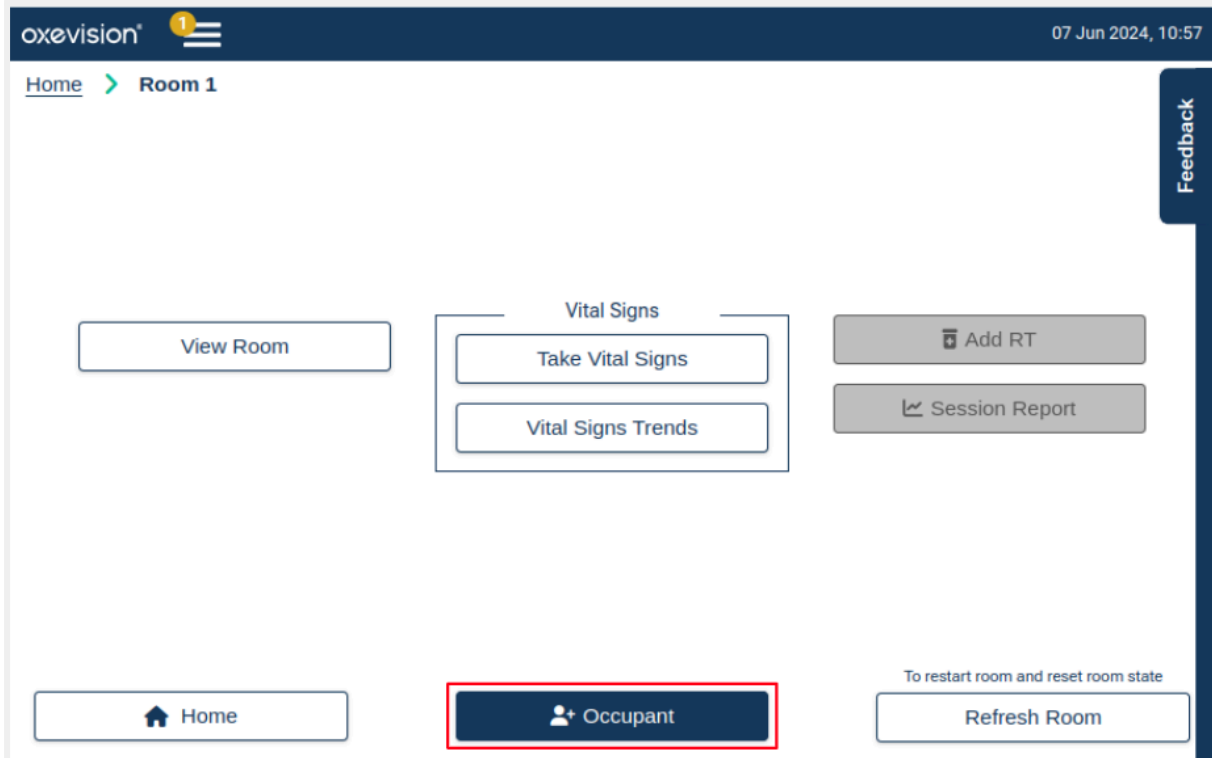 oxevision®
1
07 Jun 2024, 10:57
Home > Room 1
Feedback
Vital Signs
View Room
Take Vital Signs
Vital Signs Trends
Add RT
Session Report
To restart room and reset room state
Home
Occupant
Refresh Room